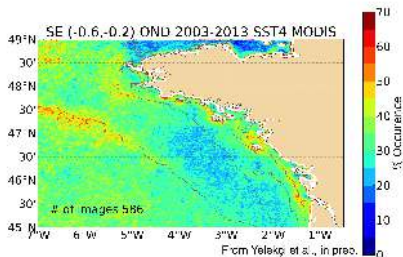 SE (-0.6,-0.2) OND 2003-2013 SST4 MODIS
49°N
30'
48°N
30'
47°N
30'
46°N
30'
45°N
# of images 586
7°W 6°W 5°W 4°W 3°W 2°W 1°W
From Yelekçi et al., in prep.
70
60
50
40
30
20
10
0
% Occurence